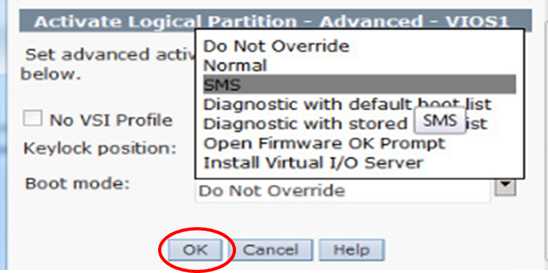 Activate Logical Partition - Advanced - VIOS1
Set advanced
below.
Do Not Override
Normal
SMS
Diagnostic with default boot list
Diagnostic with stored list
SMS
Open Firmware OK Prompt
Install Virtual I/O Server
No VSI Profile
Keylock position:
Boot mode:
Do Not Override
OK Cancel Help